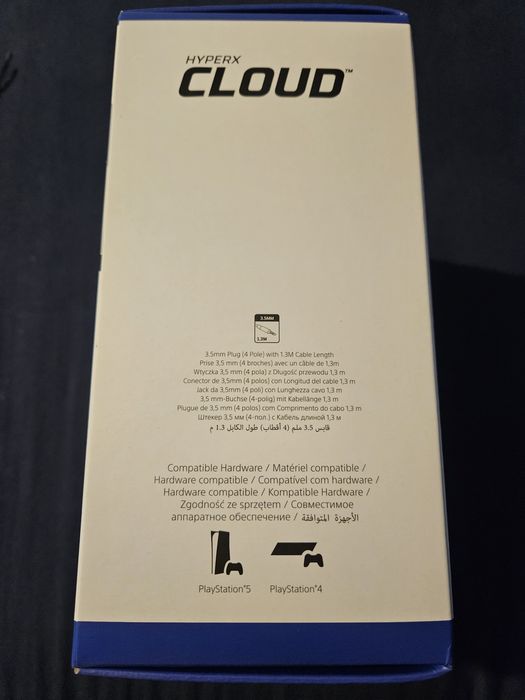 HYPERX
CLOUD™
3.5MM
1.3M
3.5mm Plug (4 Pole) with 1.3M Cable Length
Prise 3,5 mm (4 broches) avec un câble de 1,3m
Wtyczka 3,5 mm (4 pola) z Długość przewodu 1,3 m
Conector de 3,5mm (4 polos) con Longitud del cable 1,3 m
Jack da 3,5mm (4 poli) con Lunghezza cavo 1,3 m
3,5 mm-Buchse (4-polig) mit Kabellänge 1,3 m
Plugue de 3,5 mm (4 polos) com Comprimento do cabo 1,3 m
Штекер 3,5 мм (4-пол.) с Кабель длиной 1,3 м
قابس 3.5 ملم (4 أقطاب) طول الكابل 1.3 م
Compatible Hardware / Matériel compatible /
Hardware compatible / Compatível com hardware /
Hardware compatibile / Kompatible Hardware /
Zgodność ze sprzętem / Совместимое
аппаратное обеспечение / الأجهزة المتوافقة
PlayStation®5 PlayStation®4